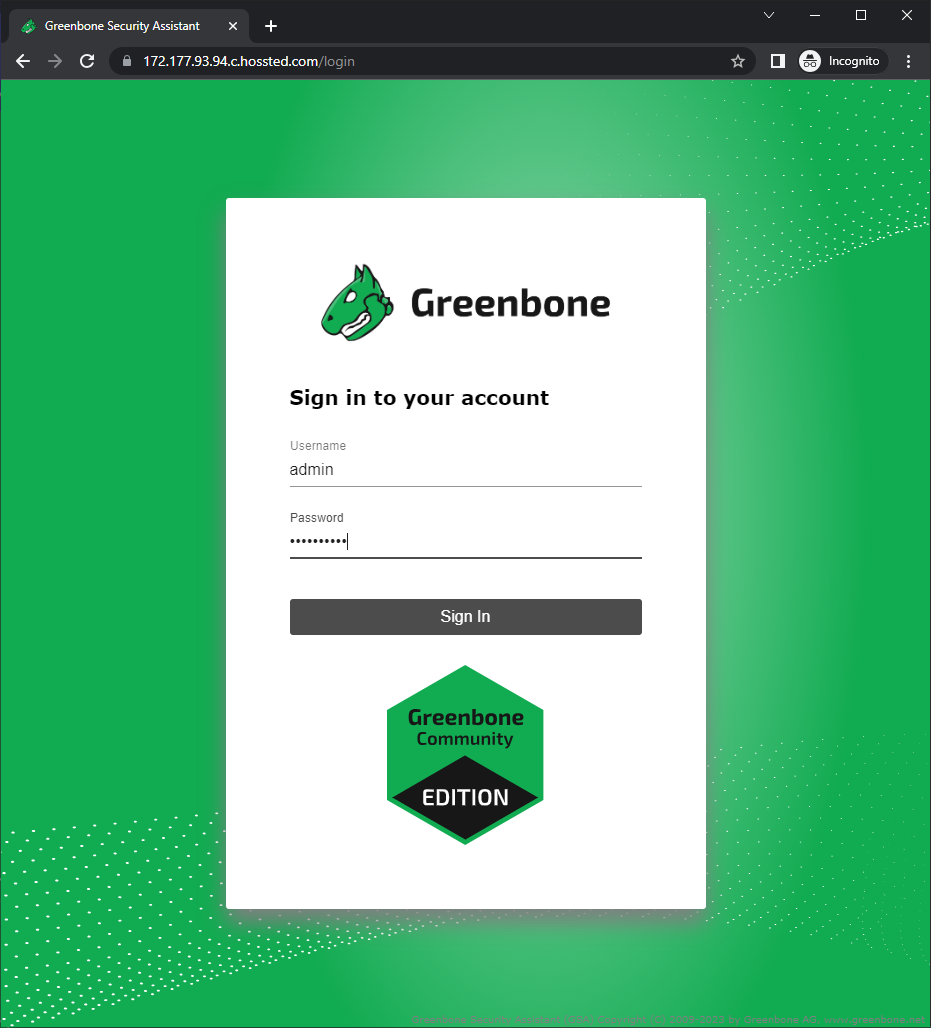 Greenbone Security Assistant
172.177.93.94.c.hossted.com/login
Incognito
Greenbone
Sign in to your account
Username
admin
Password
••••••••••
Sign In
Greenbone
Community
EDITION
Greenbone Security Assistant (GSA) Copyright (C) 2009-2023 by Greenbone AG, www.greenbone.net